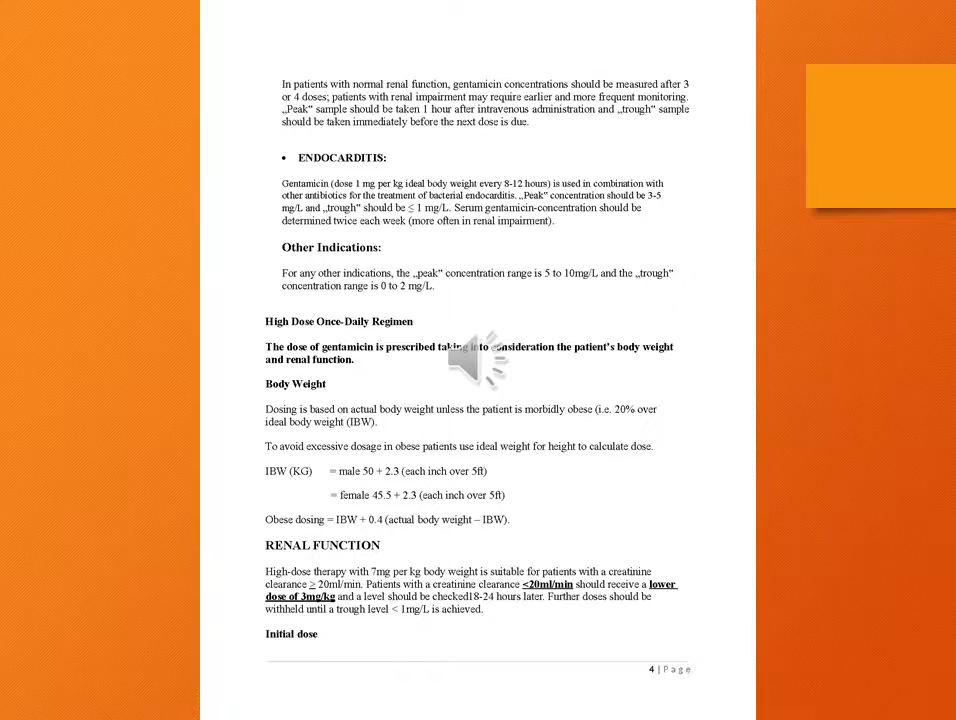 In patients with normal renal function, gentamicin concentrations should be measured after 3
or 4 doses; patients with renal impairment may require earlier and more frequent monitoring.
„Peak‟ sample should be taken 1 hour after intravenous administration and „trough‟ sample
should be taken immediately before the next dose is due.
• ENDOCARDITIS:
Gentamicin (dose 1 mg per kg ideal body weight every 8-12 hours) is used in combination with
other antibiotics for the treatment of bacterial endocarditis. „Peak‟ concentration should be 3-5
mg/L and „trough‟ should be ≤ 1 mg/L. Serum gentamicin-concentration should be
determined twice each week (more often in renal impairment).
Other Indications:
For any other indications, the „peak‟ concentration range is 5 to 10mg/L and the „trough‟
concentration range is 0 to 2 mg/L.
High Dose Once-Daily Regimen
The dose of gentamicin is prescribed taking into consideration the patient's body weight
and renal function.
Body Weight
Dosing is based on actual body weight unless the patient is morbidly obese (i.e. 20% over
ideal body weight (IBW).
To avoid excessive dosage in obese patients use ideal weight for height to calculate dose.
IBW (KG) = male 50 + 2.3 (each inch over 5ft)
= female 45.5 + 2.3 (each inch over 5ft)
Obese dosing = IBW + 0.4 (actual body weight – IBW).
RENAL FUNCTION
High-dose therapy with 7mg per kg body weight is suitable for patients with a creatinine
clearance ≥ 20ml/min. Patients with a creatinine clearance <20ml/min should receive a lower
dose of 3mg/kg and a level should be checked18-24 hours later. Further doses should be
withheld until a trough level < 1mg/L is achieved.
Initial dose
4 | Page